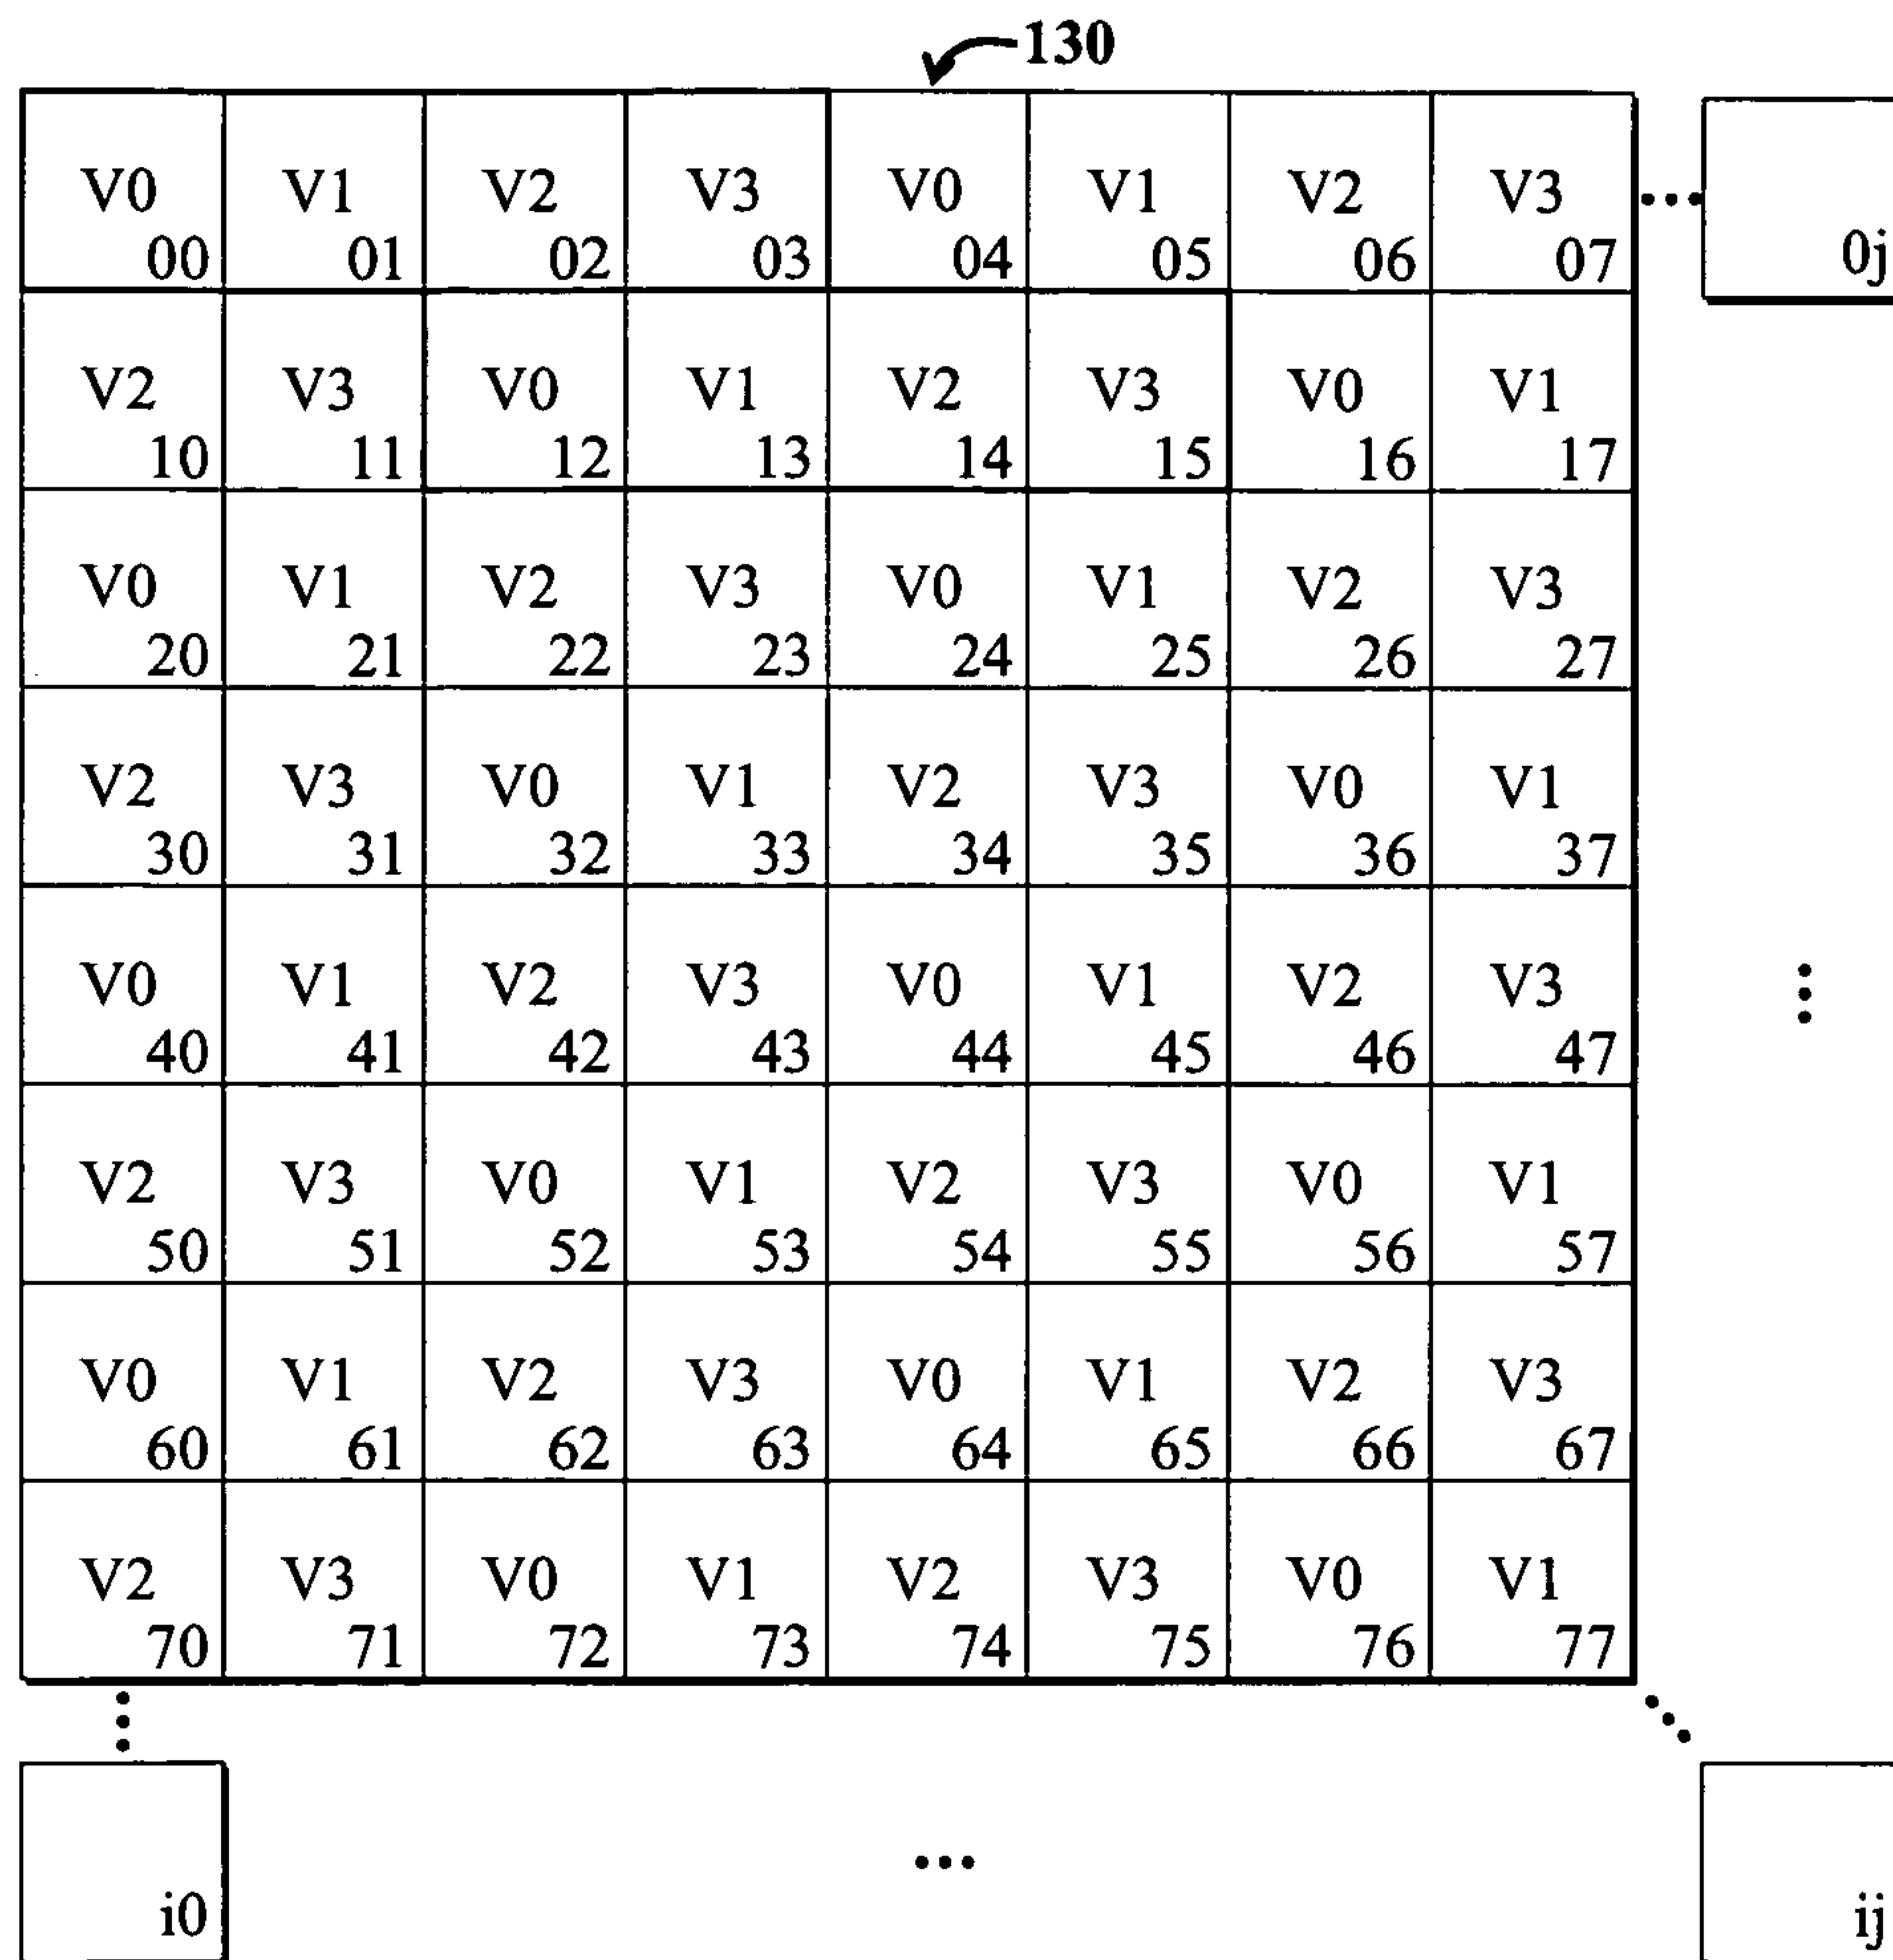 130
V0 V1 V2 V3 V0 V1 V2 V3
00 01 02 03 04 05 06 07 0j
V2 V3 V0 V1 V2 V3 V0 V1
10 11 12 13 14 15 16 17
V0 V1 V2 V3 V0 V1 V2 V3
20 21 22 23 24 25 26 27
V2 V3 V0 V1 V2 V3 V0 V1
30 31 32 33 34 35 36 37
V0 V1 V2 V3 V0 V1 V2 V3
40 41 42 43 44 45 46 47
V2 V3 V0 V1 V2 V3 V0 V1
50 51 52 53 54 55 56 57
V0 V1 V2 V3 V0 V1 V2 V3
60 61 62 63 64 65 66 67
V2 V3 V0 V1 V2 V3 V0 V1
70 71 72 73 74 75 76 77
i0 ij